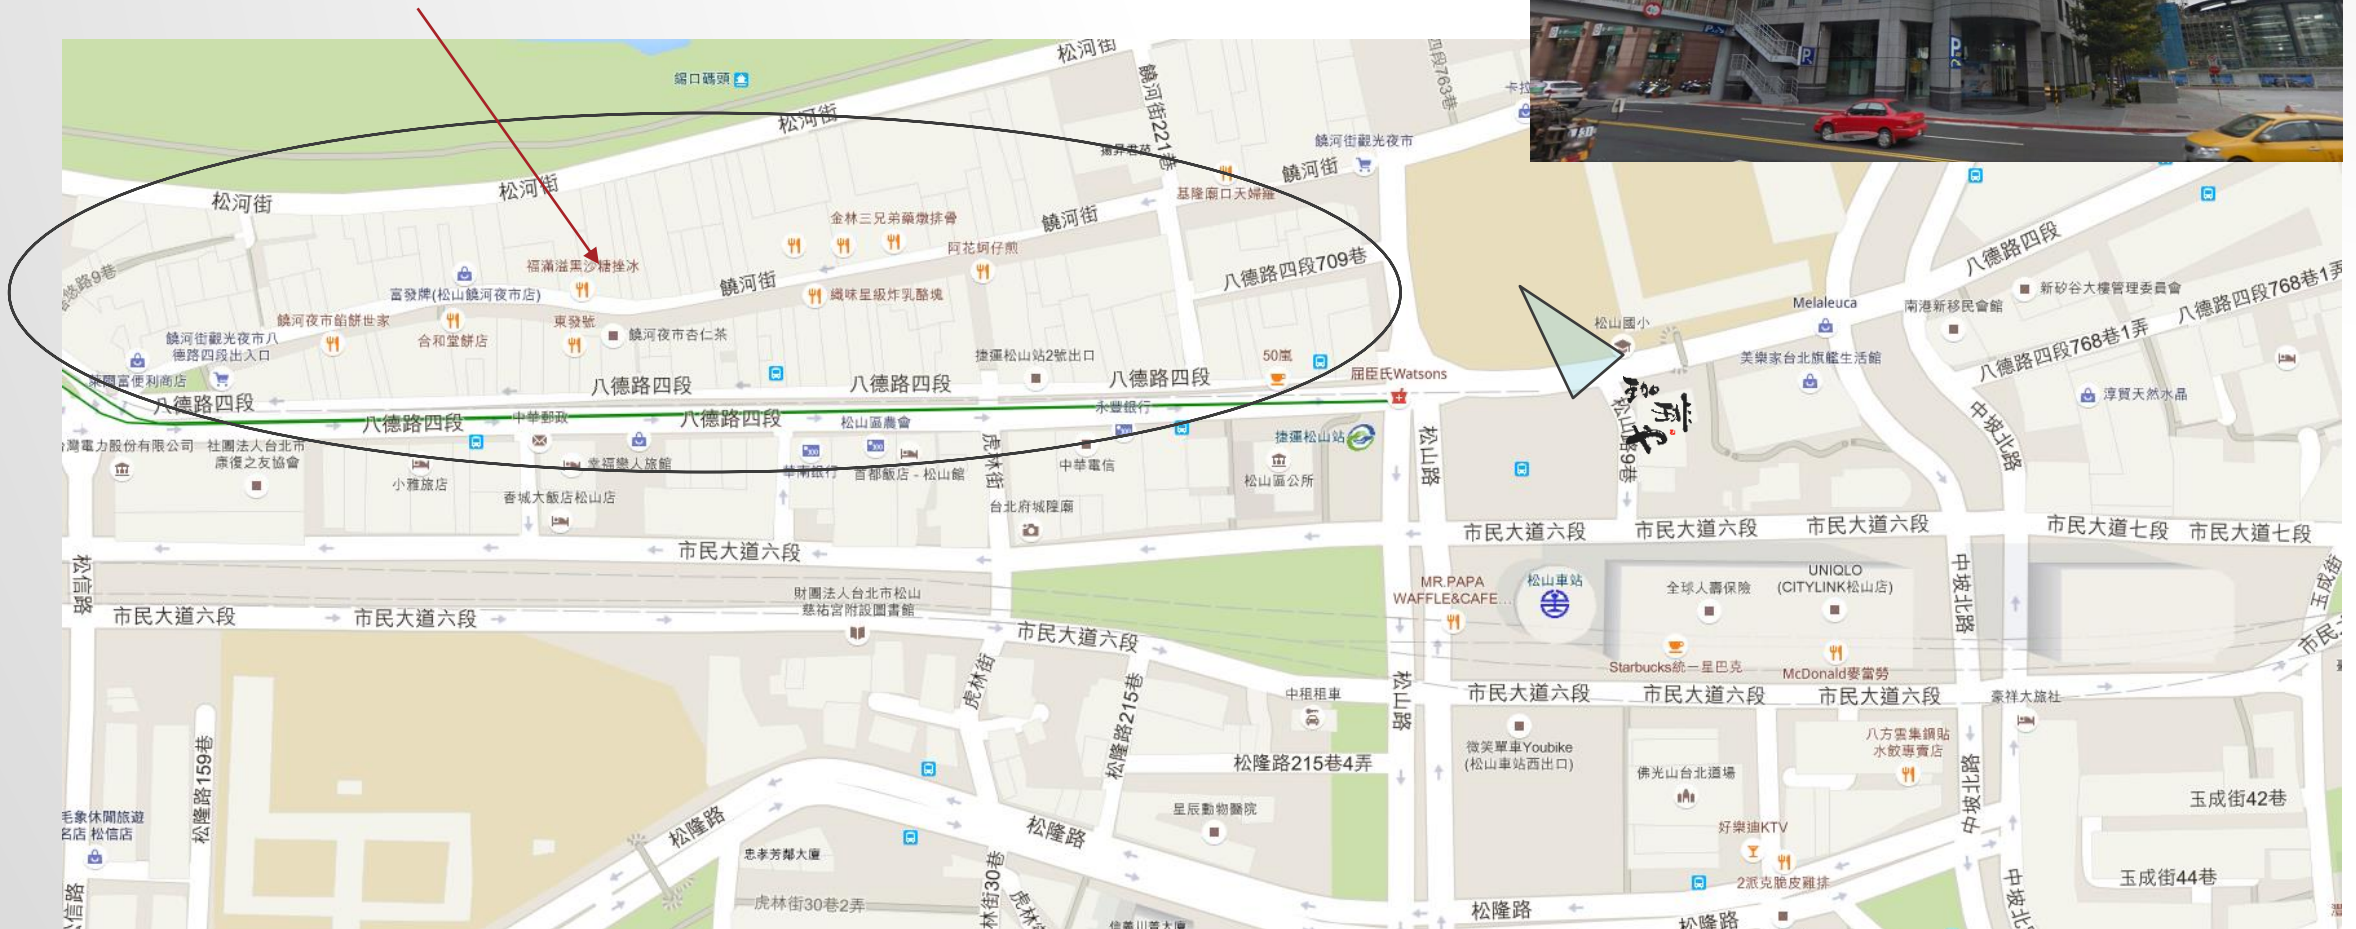 松河街
錫口碼頭
松河街
饒河街221巷
四段763巷
饒河街觀光夜市
松河街
松河街
基隆廟口天婦羅
饒河街
金林三兄弟藥燉排骨
饒河街
阿花蚵仔煎
八德路四段709巷
福滿溢黑沙糖挫冰
饒河街
織味星級炸乳酪塊
富發牌(松山饒河夜市店)
饒河夜市餡餅世家
合和堂餅店
東發號
饒河夜市杏仁茶
饒河街觀光夜市八
德路四段出入口
萊爾富便利商店
捷運松山站2號出口
50嵐
屈臣氏Watsons
八德路四段
八德路四段
八德路四段
八德路四段
八德路四段
八德路四段
中華郵政
松山區農會
永豐銀行
社團法人台北市
康復之友協會
小雅旅店
幸福戀人旅館
香城大飯店松山店
華南銀行
首都飯店 - 松山館
虎林街
中華電信
台北府城隍廟
捷運松山站
松山區公所
松山路
松山國小
松山路9巷
Melaleuca
美樂家台北旗艦生活館
南港新移民會館
八德路四段
新矽谷大樓管理委員會
八德路四段768巷1弄
八德路四段768巷1弄
淳貿天然水晶
中坡北路
市民大道六段
市民大道六段
市民大道六段
市民大道六段
市民大道七段
市民大道七段
松信路
市民大道六段
市民大道六段
財團法人台北市松山
慈祐宮附設圖書館
市民大道六段
MR.PAPA
WAFFLE&CAFE...
松山車站
全球人壽保險
UNIQLO
(CITYLINK松山店)
Starbucks統一星巴克
McDonald麥當勞
中坡北路
玉成街
虎林街
松隆路215巷
中租租車
松山路
市民大道六段
市民大道六段
市民大道六段
豪祥大旅社
松隆路159巷
微笑單車Youbike
(松山車站西出口)
松隆路215巷4弄
佛光山台北道場
八方雲集鍋貼
水餃專賣店
中坡北路
玉成街42巷
松隆路
松隆路
星辰動物醫院
忠孝芳鄰大廈
好樂迪KTV
2派克脆皮雞排
玉成街44巷
虎林街30巷2弄
松隆路
松隆路